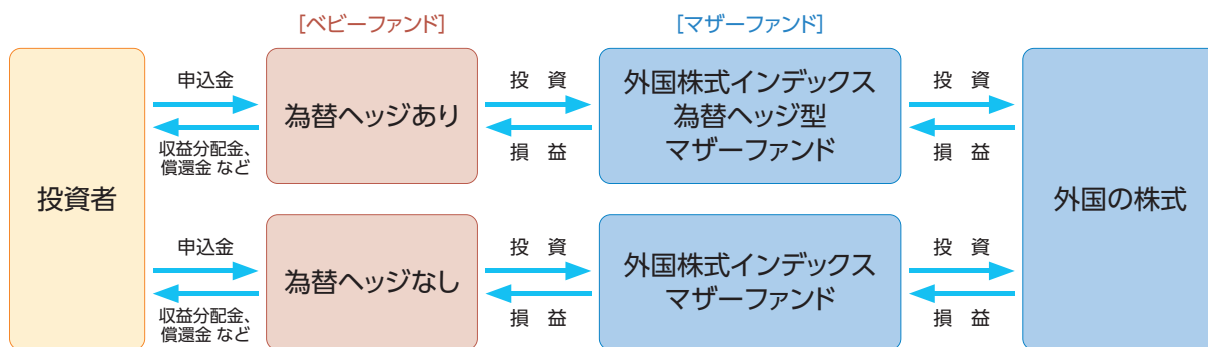 [ベビーファンド]
[マザーファンド]
投資者
申込金
収益分配金、
償還金 など
為替ヘッジあり
投　資
損　益
外国株式インデックス
為替ヘッジ型
マザーファンド
投　資
損　益
申込金
収益分配金、
償還金 など
為替ヘッジなし
投　資
損　益
外国株式インデックス
マザーファンド
投　資
損　益
外国の株式